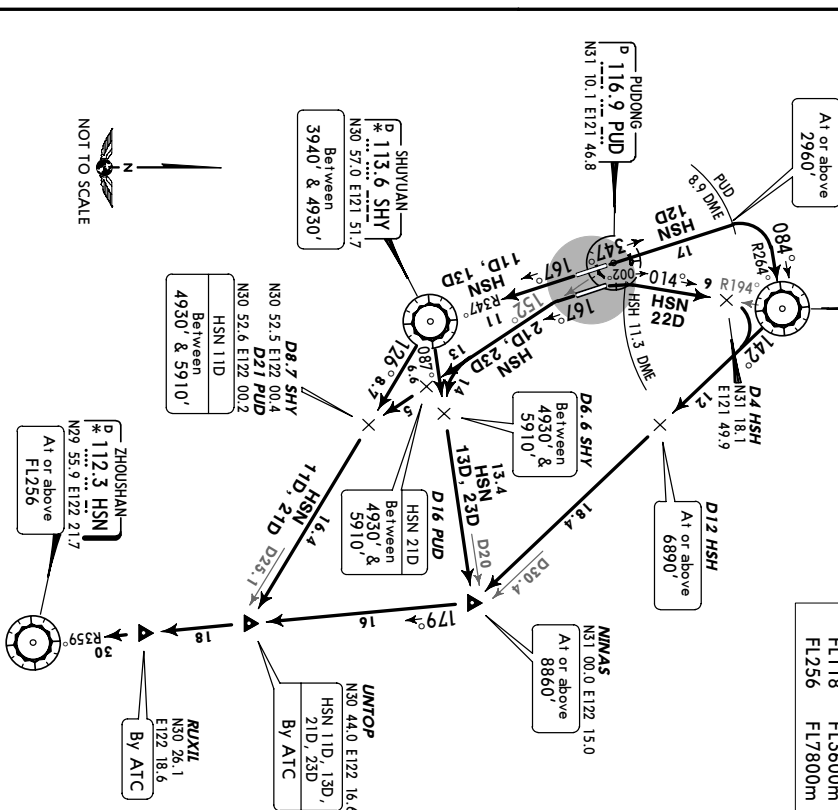 FL118 FL3600m
FL256 FL7800m
At or above
2960'
PUD
8.9 DME
084°
R264°
HSN
12D
17
347°
PUDONG
D 116.9 PUD
N31 10.1 E121 46.8
002°
014°
6
R194°
HSN
22D
HSH 11.3 DME
142°
12
D4 HSH
N31 18.1
E121 49.9
D12 HSH
At or above
6890'
18.4
D30.4
167°
HSN
11D, 13D
R347°
11
152°
167°
HSN
21D, 23D
13
14
SHUYUAN
D * 113.6 SHY
N30 57.0 E121 51.7
Between
3940' & 4930'
087°
6.6
126°
8.7
5
D6.6 SHY
Between
4930' &
5910'
13.4
HSN
13D, 23D
D20
D16 PUD
HSN 21D
Between
4930' &
5910'
D8.7 SHY
N30 52.5 E122 00.4
D21 PUD
N30 52.6 E122 00.2
HSN 11D
Between
4930' & 5910'
HSN
11D, 21D
16.4
D25.1
NINAS
N31 00.0 E122 15.0
At or above
8860'
179°
16
UNTOP
N30 44.0 E122 16.6
HSN 11D, 13D,
21D, 23D
By ATC
18
RUXIL
N30 26.1
E122 18.6
By ATC
30
R359°
ZHOUSHAN
D * 112.3 HSN
N29 55.9 E122 21.7
At or above
FL256
N
NOT TO SCALE